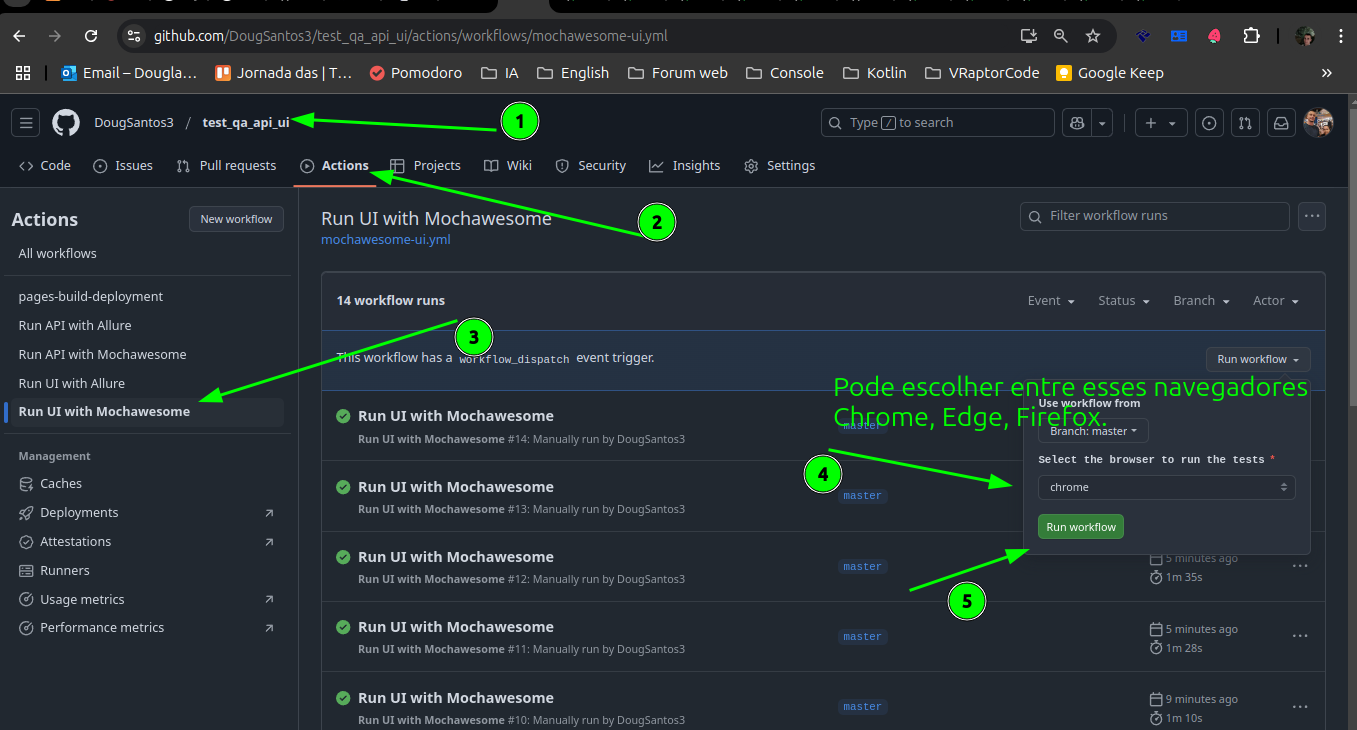 github.com/DougSantos3/test_qa_api_ui/actions/workflows/mochawesome-ui.yml
Email – Dougla... Jornada das | T... Pomodoro IA English Forum web Console Kotlin VRaptorCode Google Keep »
DougSantos3 / test_qa_api_ui
1
Type / to search
Code Issues Pull requests Actions Projects Wiki Security Insights Settings
2
Actions
New workflow
All workflows
pages-build-deployment
Run API with Allure
Run API with Mochawesome
Run UI with Allure
Run UI with Mochawesome
3
Management
Caches
Deployments
Attestations
Runners
Usage metrics
Performance metrics
Run UI with Mochawesome
mochawesome-ui.yml
Filter workflow runs
14 workflow runs
Event Status Branch Actor
This workflow has a workflow_dispatch event trigger.
Run workflow
Pode escolher entre esses navegadores
Chrome, Edge, Firefox.
Use workflow from
Branch: master
4
Select the browser to run the tests *
chrome
Run workflow
5
Run UI with Mochawesome
Run UI with Mochawesome #14: Manually run by DougSantos3
master
Run UI with Mochawesome
Run UI with Mochawesome #13: Manually run by DougSantos3
master
Run UI with Mochawesome
Run UI with Mochawesome #12: Manually run by DougSantos3
master
5 minutes ago
1m 35s
Run UI with Mochawesome
Run UI with Mochawesome #11: Manually run by DougSantos3
master
5 minutes ago
1m 28s
Run UI with Mochawesome
Run UI with Mochawesome #10: Manually run by DougSantos3
master
9 minutes ago
1m 10s